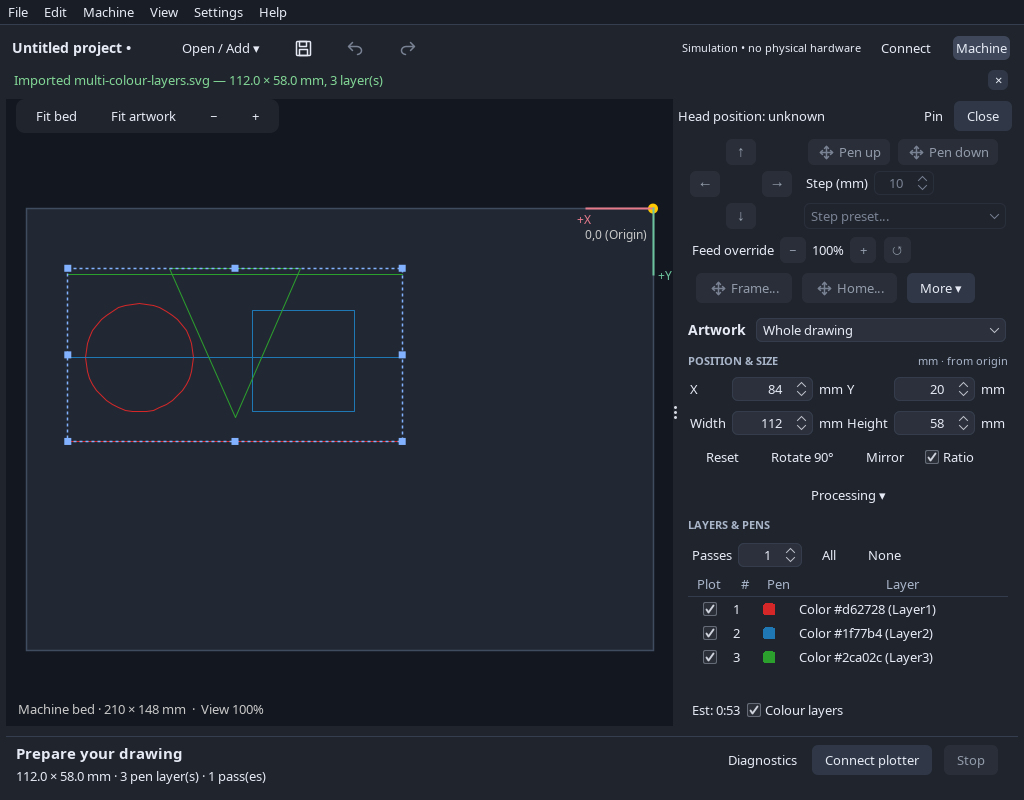 File Edit Machine View Settings Help
Untitled project • Open / Add ▾ Simulation • no physical hardware Connect Machine
Imported multi-colour-layers.svg — 112.0 × 58.0 mm, 3 layer(s) ×
Fit bed Fit artwork − +
Head position: unknown Pin Close
↑ Pen up Pen down
← → Step (mm) 10
↓ Step preset...
Feed override − 100% + ↺
Frame... Home... More ▾
+X
0,0 (Origin)
+Y
Artwork Whole drawing
POSITION & SIZE mm · from origin
X 84 mm Y 20 mm
Width 112 mm Height 58 mm
Reset Rotate 90° Mirror Ratio
Processing ▾
LAYERS & PENS
Passes 1 All None
Plot # Pen Layer
1 Color #d62728 (Layer1)
2 Color #1f77b4 (Layer2)
3 Color #2ca02c (Layer3)
Est: 0:53 Colour layers
Machine bed · 210 × 148 mm · View 100%
Prepare your drawing
112.0 × 58.0 mm · 3 pen layer(s) · 1 pass(es)
Diagnostics Connect plotter Stop